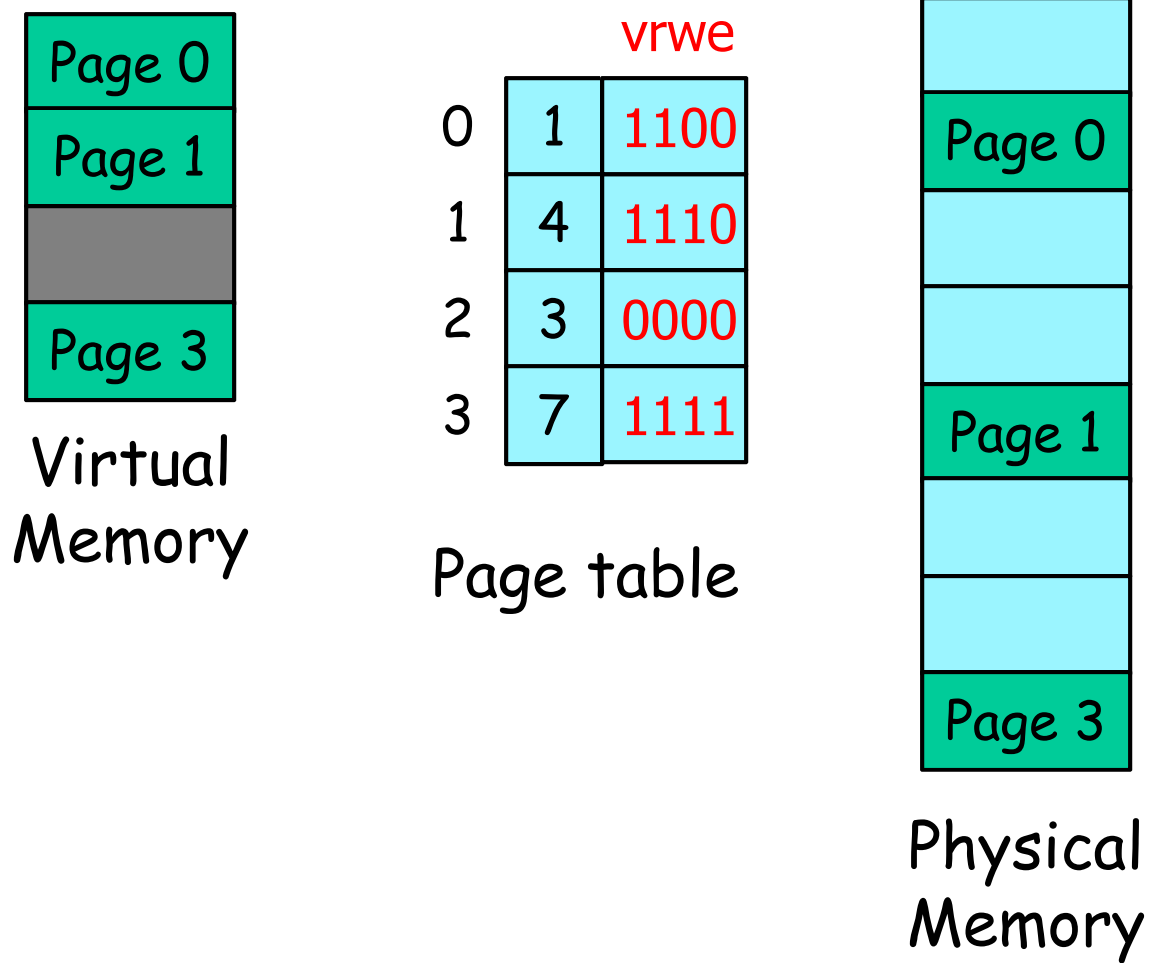 Page 0
Page 1
Page 3
Virtual
Memory
vrwe
0 1 1100
1 4 1110
2 3 0000
3 7 1111
Page table
Page 0
Page 1
Page 3
Physical
Memory